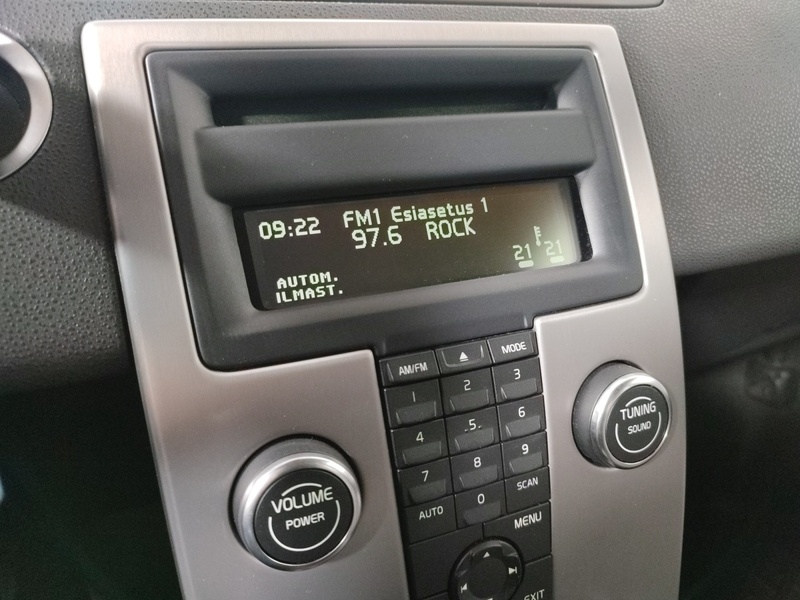 09:22 FM1 Esiasetus 1
97.6 ROCK
21 21
AUTOM.
ILMAST.
AM/FM MODE
1 2 3
4 .5. 6
7 8 9
AUTO 0 SCAN
MENU
EXIT
VOLUME
POWER
TUNING
SOUND